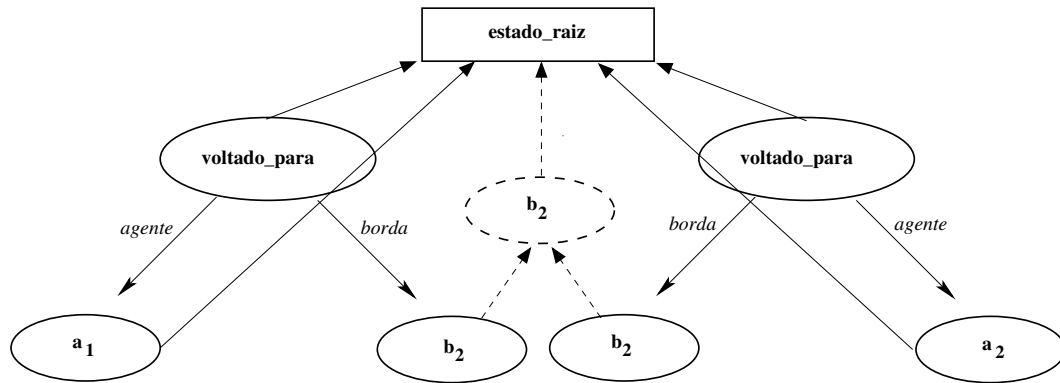 estado_raiz
voltado_para
voltado_para
b2
agente
borda
borda
agente
a1
b2
b2
a2